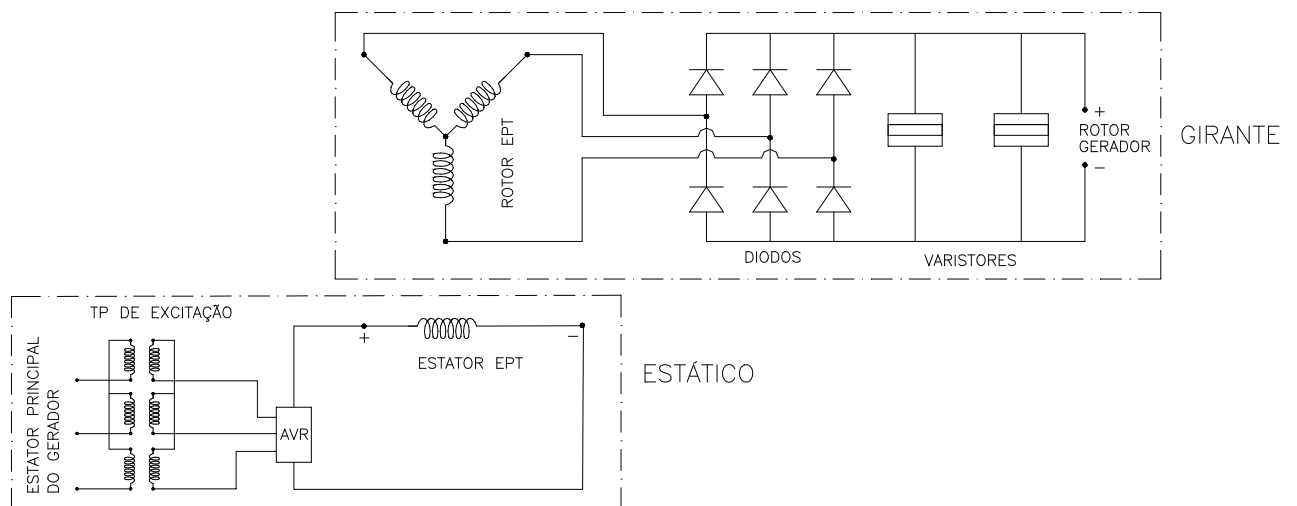 ROTOR EPT
+
ROTOR
GERADOR
−
GIRANTE
DIODOS
VARISTORES
TP DE EXCITAÇÃO
+
−
ESTATOR EPT
ESTÁTICO
ESTATOR PRINCIPAL
DO GERADOR
AVR